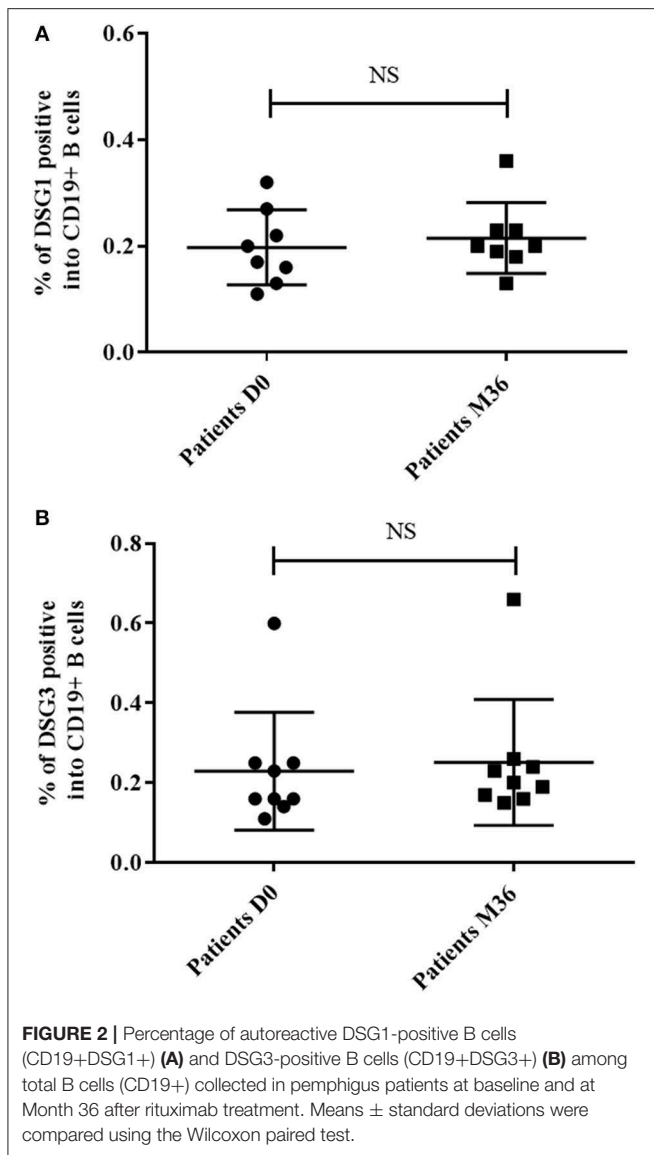 A
% of DSG1 positive
into CD19+ B cells
0.6
0.4
0.2
0.0
NS
Patients D0
Patients M36
B
% of DSG3 positive
into CD19+ B cells
0.8
0.6
0.4
0.2
0.0
NS
Patients D0
Patients M36
FIGURE 2 | Percentage of autoreactive DSG1-positive B cells
(CD19+DSG1+) (A) and DSG3-positive B cells (CD19+DSG3+) (B) among
total B cells (CD19+) collected in pemphigus patients at baseline and at
Month 36 after rituximab treatment. Means ± standard deviations were
compared using the Wilcoxon paired test.